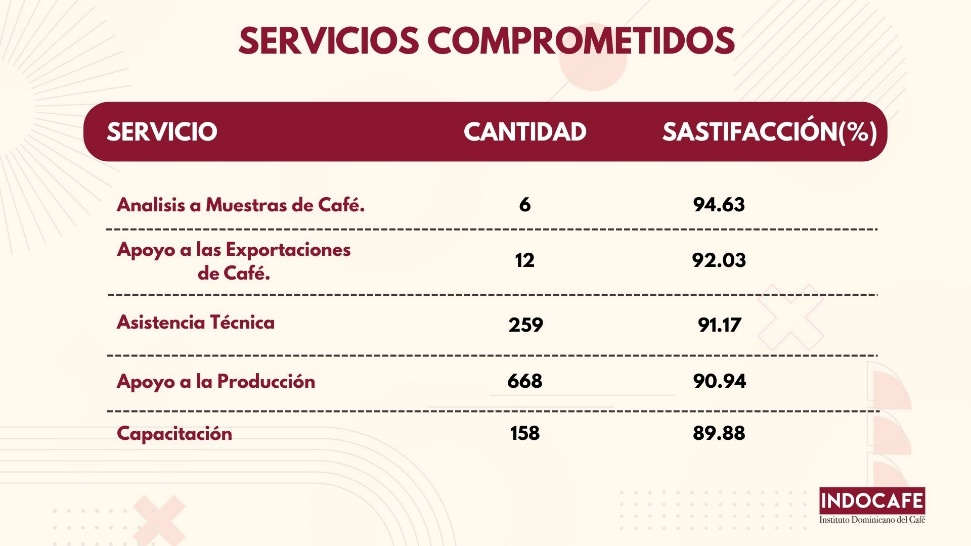 SERVICIOS COMPROMETIDOS
SERVICIO CANTIDAD SASTIFACCIÓN(%)
Analisis a Muestras de Café. 6 94.63
Apoyo a las Exportaciones
de Café. 12 92.03
Asistencia Técnica 259 91.17
Apoyo a la Producción 668 90.94
Capacitación 158 89.88
INDOCAFE
Instituto Dominicano del Café